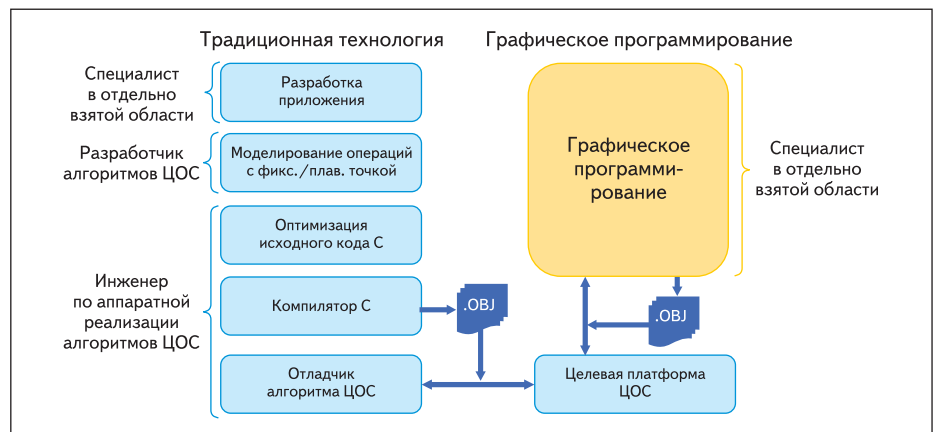 Традиционная технология
Графическое программирование
Специалист
в отдельно
взятой области
Разработка
приложения
Разработчик
алгоритмов ЦОС
Моделирование операций
с фикс./плав. точкой
Инженер
по аппаратной
реализации
алгоритмов ЦОС
Оптимизация
исходного кода С
Компилятор С
.OBJ
Отладчик
алгоритма ЦОС
Графическое
программи-
рование
Специалист
в отдельно
взятой области
.OBJ
Целевая платформа
ЦОС